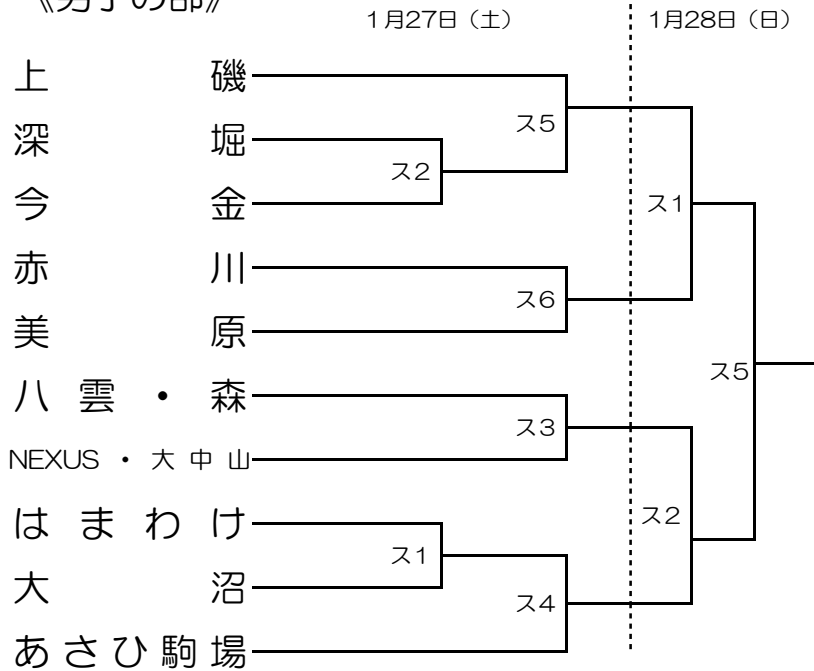 《男子の部》
1月27日（土）
1月28日（日）
上磯
深堀
今金
赤川
美原
八雲・森
NEXUS・大中山
はまわけ
大沼
あさひ駒場
ス5
ス2
ス6
ス3
ス1
ス4
ス1
ス2
ス5